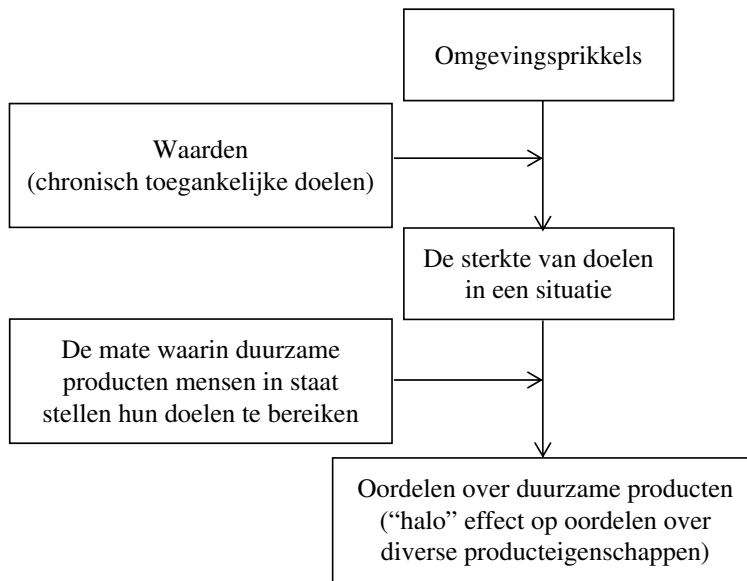 Omgevingsprikkels
Waarden
(chronisch toegankelijke doelen)
De sterkte van doelen
in een situatie
De mate waarin duurzame
producten mensen in staat
stellen hun doelen te bereiken
Oordelen over duurzame producten
(“halo” effect op oordelen over
diverse producteigenschappen)